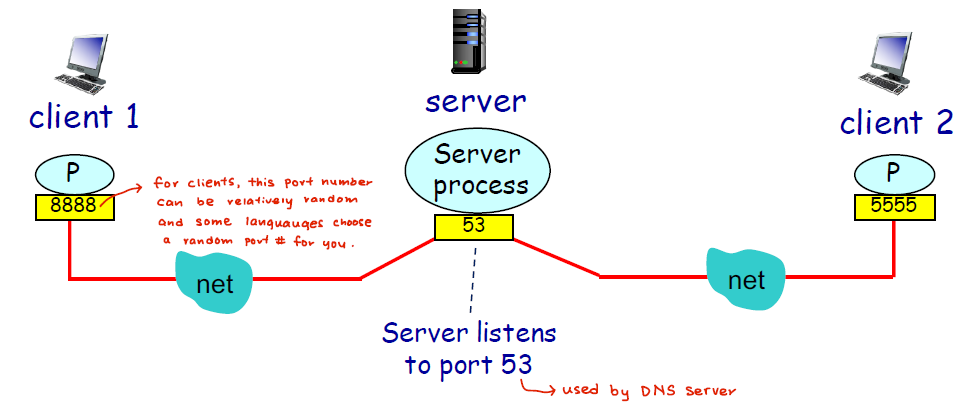 server
client 1
client 2
P
8888
for clients, this port number
can be relatively random
and some languauges choose
a random port # for you.
Server
process
53
P
5555
net
net
Server listens
to port 53
used by DNS server